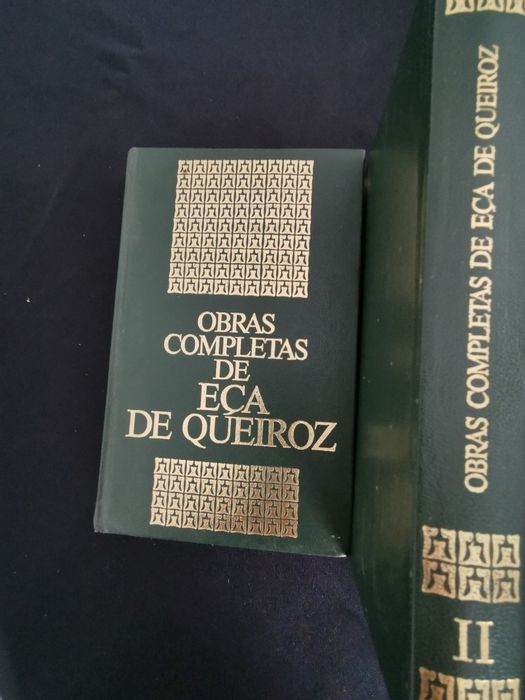 OBRAS
COMPLETAS
DE
EÇA
DE QUEIROZ
OBRAS COMPLETAS DE EÇA DE QUEIROZ
II